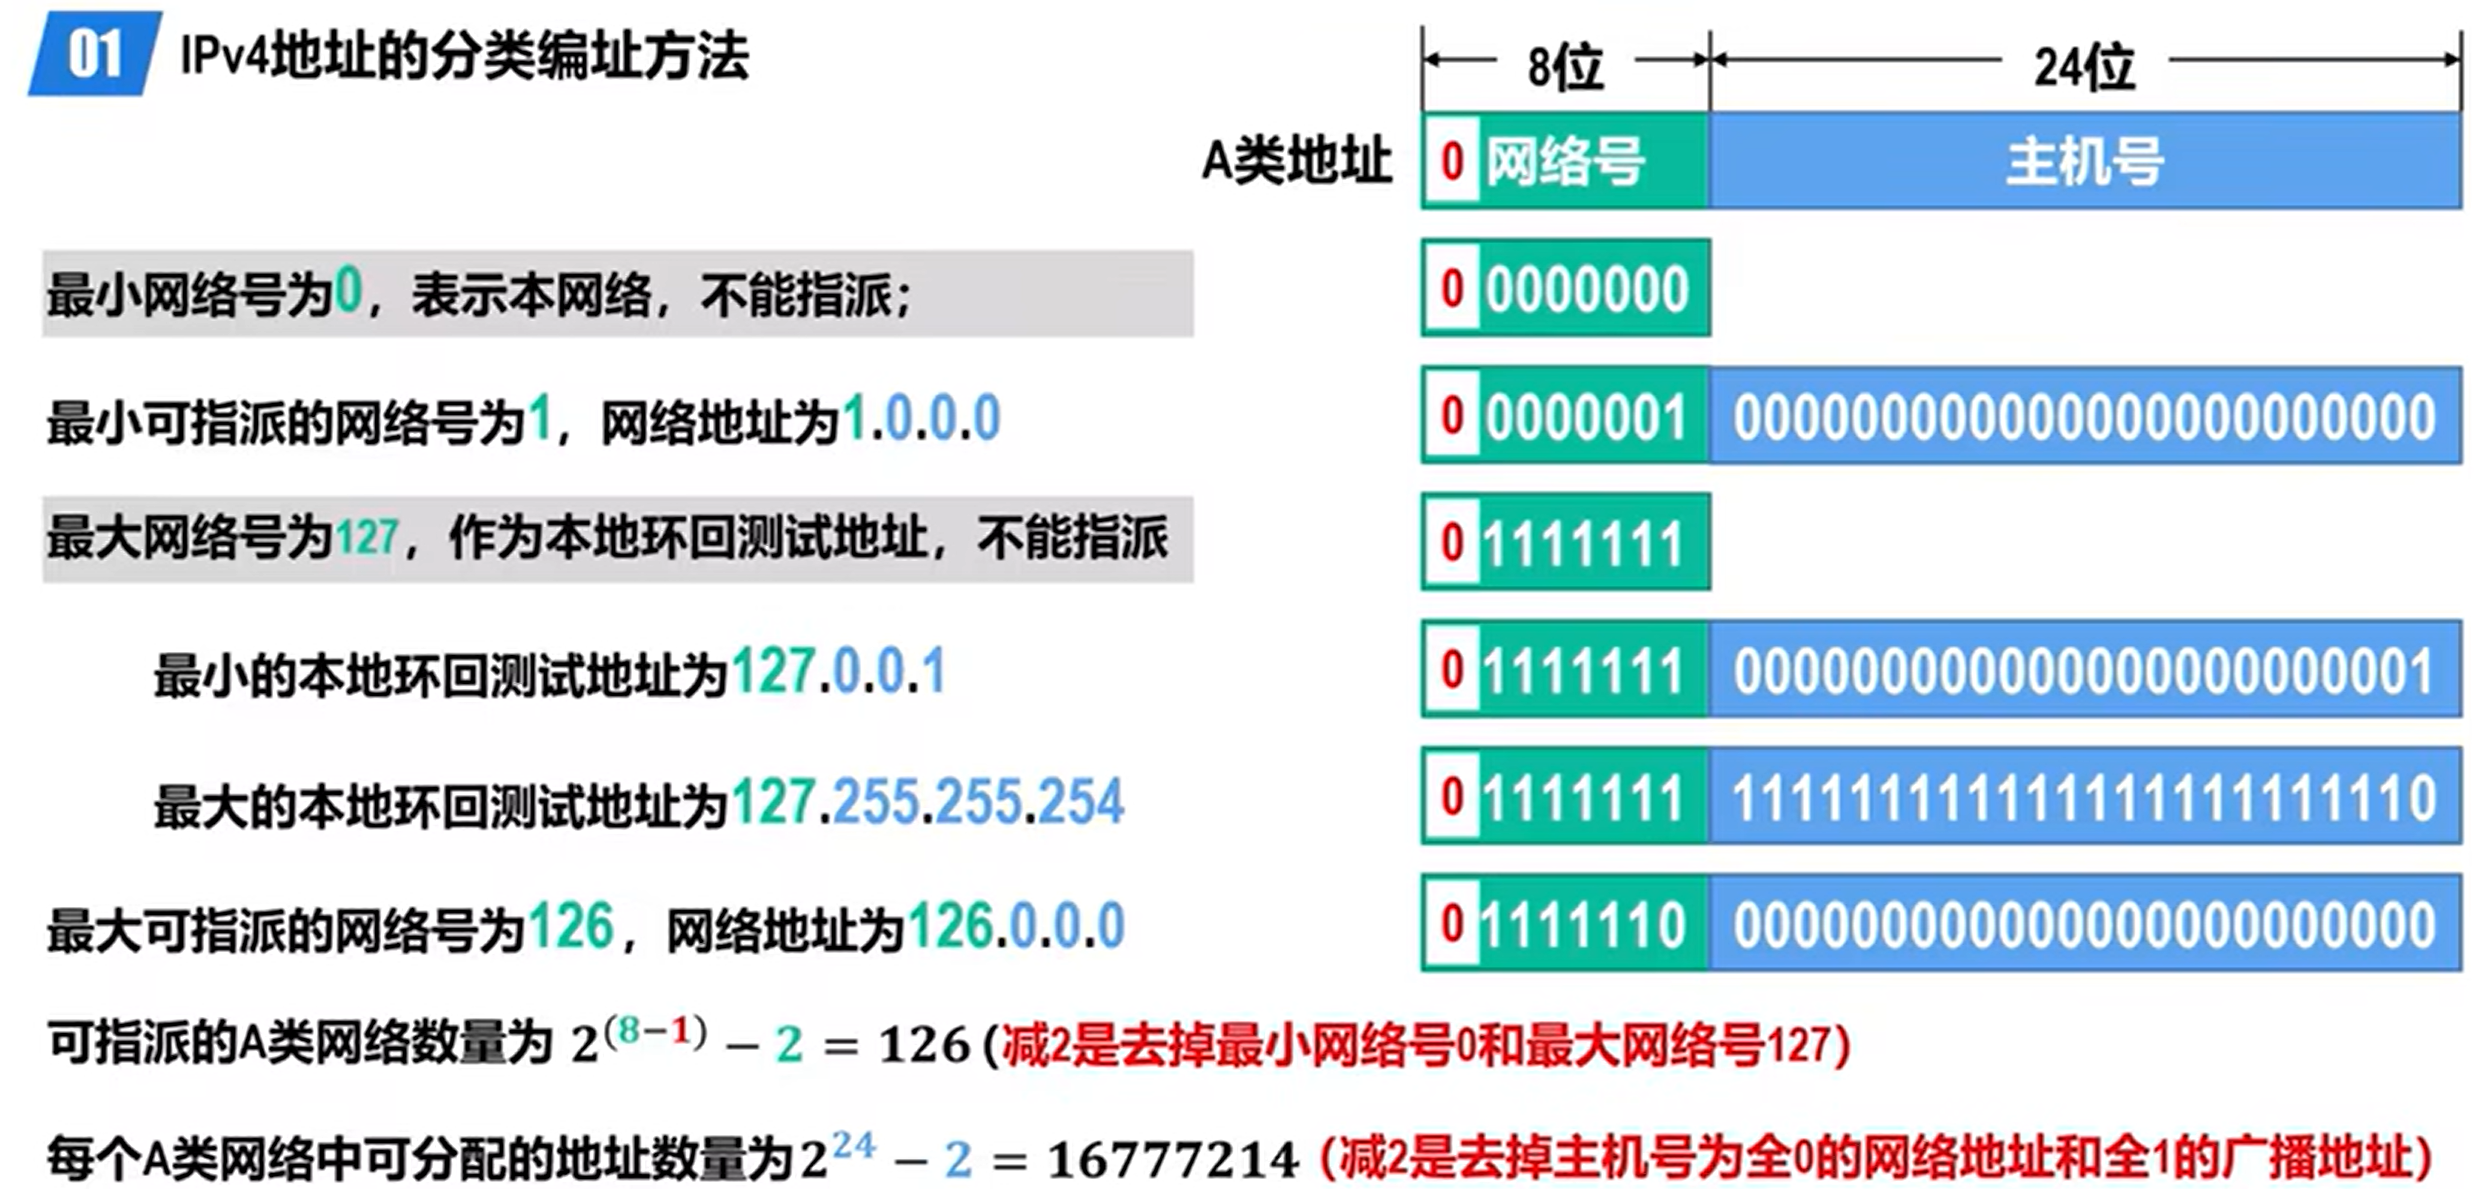 01 IPv4地址的分类编址方法
8位 24位
A类地址 0 网络号 主机号
最小网络号为0，表示本网络，不能指派；
0 0000000
最小可指派的网络号为1，网络地址为1.0.0.0
0 0000001 000000000000000000000000
最大网络号为127，作为本地环回测试地址，不能指派
0 1111111
最小的本地环回测试地址为127.0.0.1
0 1111111 000000000000000000000001
最大的本地环回测试地址为127.255.255.254
0 1111111 111111111111111111111110
最大可指派的网络号为126，网络地址为126.0.0.0
0 1111110 000000000000000000000000
可指派的A类网络数量为 2^(8−1) − 2 = 126 (减2是去掉最小网络号0和最大网络号127)
每个A类网络中可分配的地址数量为2^24 − 2 = 16777214 (减2是去掉主机号为全0的网络地址和全1的广播地址)